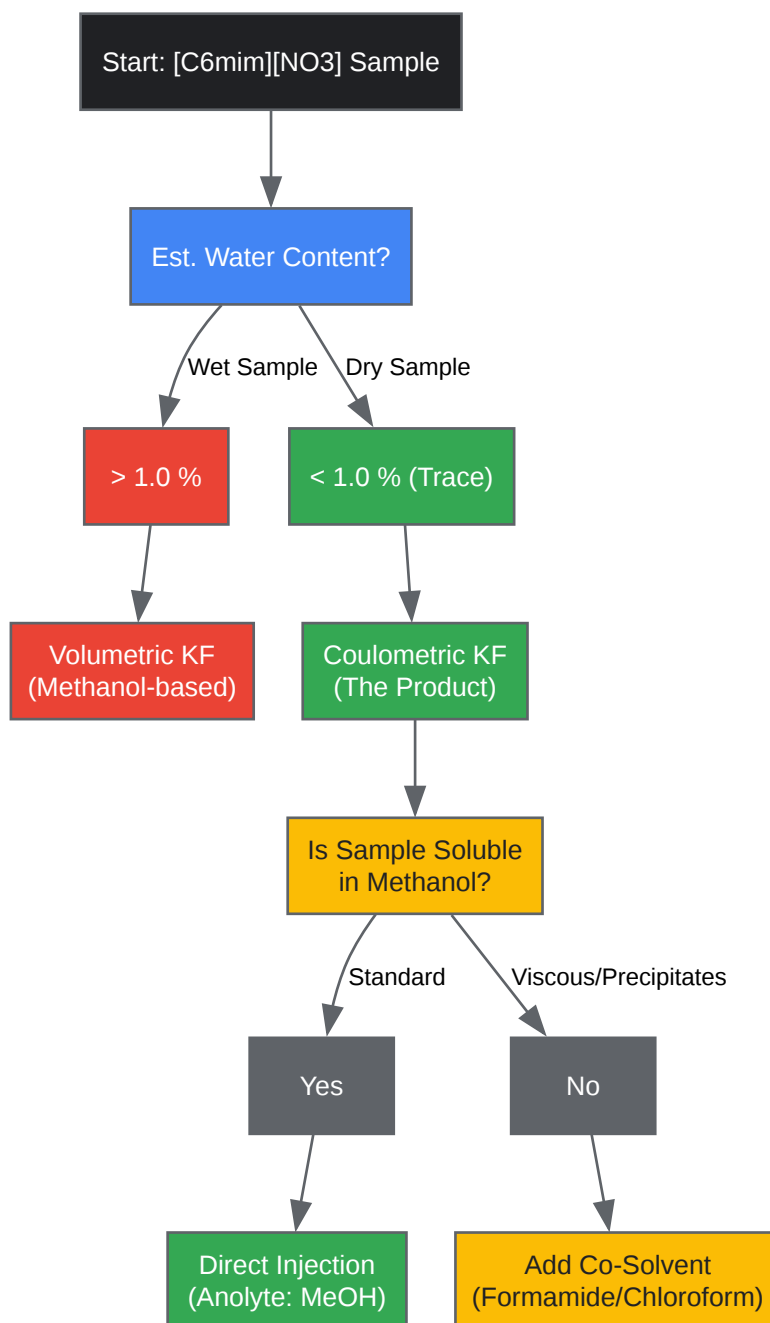 Start: [C6mim][NO3] Sample
Est. Water Content?
Wet Sample
Dry Sample
> 1.0 %
< 1.0 % (Trace)
Volumetric KF
(Methanol-based)
Coulometric KF
(The Product)
Is Sample Soluble
in Methanol?
Standard
Viscous/Precipitates
Yes
No
Direct Injection
(Anolyte: MeOH)
Add Co-Solvent
(Formamide/Chloroform)